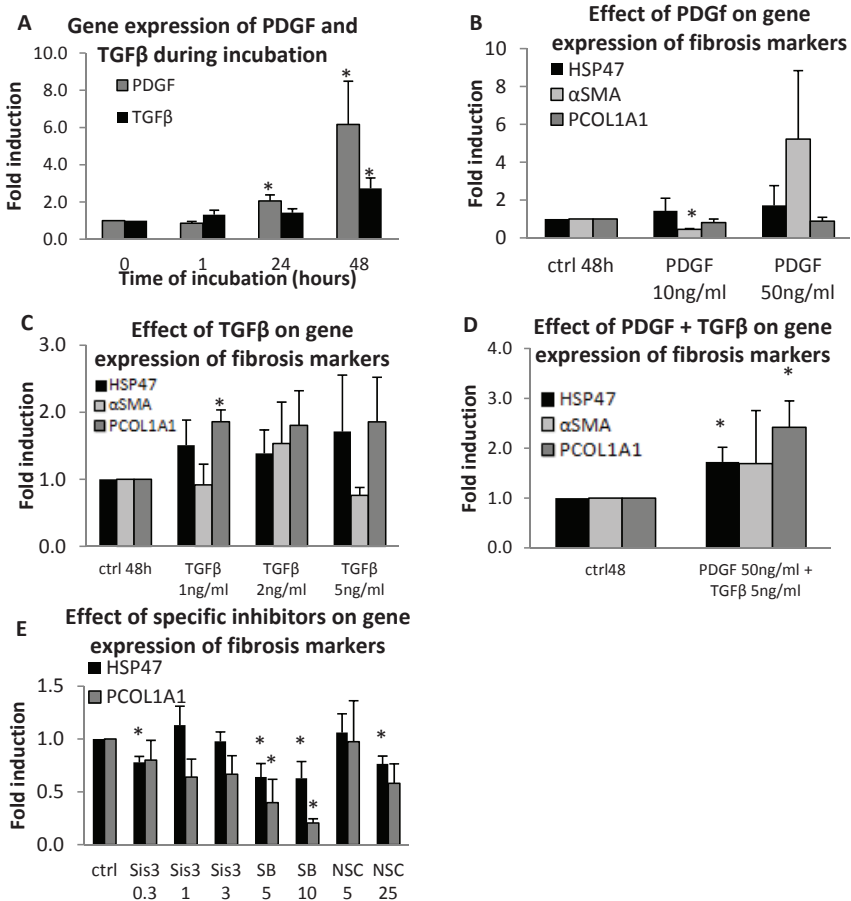 A
Gene expression of PDGF and
TGFβ during incubation
10.0
8.0
6.0
4.0
2.0
0.0
Fold induction
PDGF
TGFβ
*
*
*
0 1 24 48
Time of incubation (hours)
B
Effect of PDGf on gene
expression of fibrosis markers
10
8
6
4
2
0
Fold induction
HSP47
αSMA
PCOL1A1
*
ctrl 48h PDGF PDGF
10ng/ml 50ng/ml
C
Effect of TGFβ on gene
expression of fibrosis markers
3.0
2.0
1.0
0.0
Fold induction
HSP47
αSMA
PCOL1A1
*
ctrl 48h TGFβ TGFβ TGFβ
1ng/ml 2ng/ml 5ng/ml
D
Effect of PDGF + TGFβ on gene
expression of fibrosis markers
4.0
3.0
2.0
1.0
0.0
Fold induction
HSP47
αSMA
PCOL1A1
*
*
ctrl48 PDGF 50ng/ml +
TGFβ 5ng/ml
E
Effect of specific inhibitors on gene
expression of fibrosis markers
1.5
1.0
0.5
0.0
Fold induction
HSP47
PCOL1A1
*
*
*
*
*
*
ctrl Sis3 Sis3 Sis3 SB SB NSC NSC
0.3 1 3 5 10 5 25